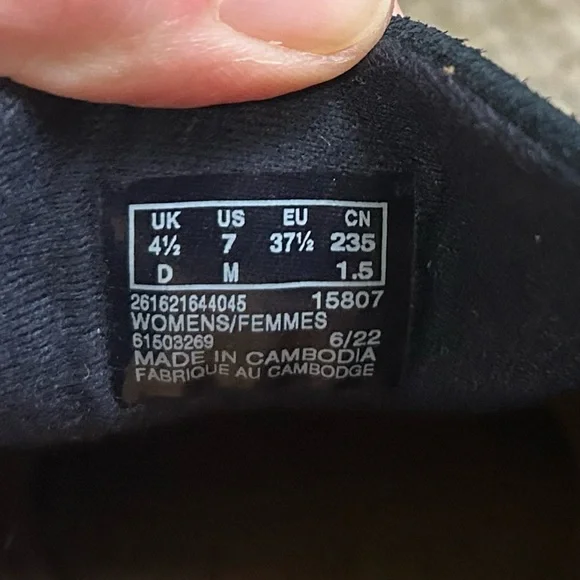 UK US EU CN
4½ 7 37½ 235
D M 1.5
261621644045 15807
WOMENS/FEMMES
61503269 6/22
MADE IN CAMBODIA
FABRIQUE AU CAMBODGE